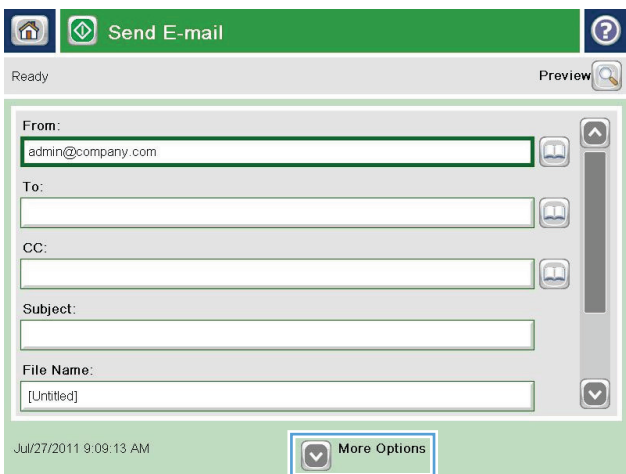 Send E-mail
Ready
Preview
From:
admin@company.com
To:
CC:
Subject:
File Name:
[Untitled]
Jul/27/2011 9:09:13 AM
More Options